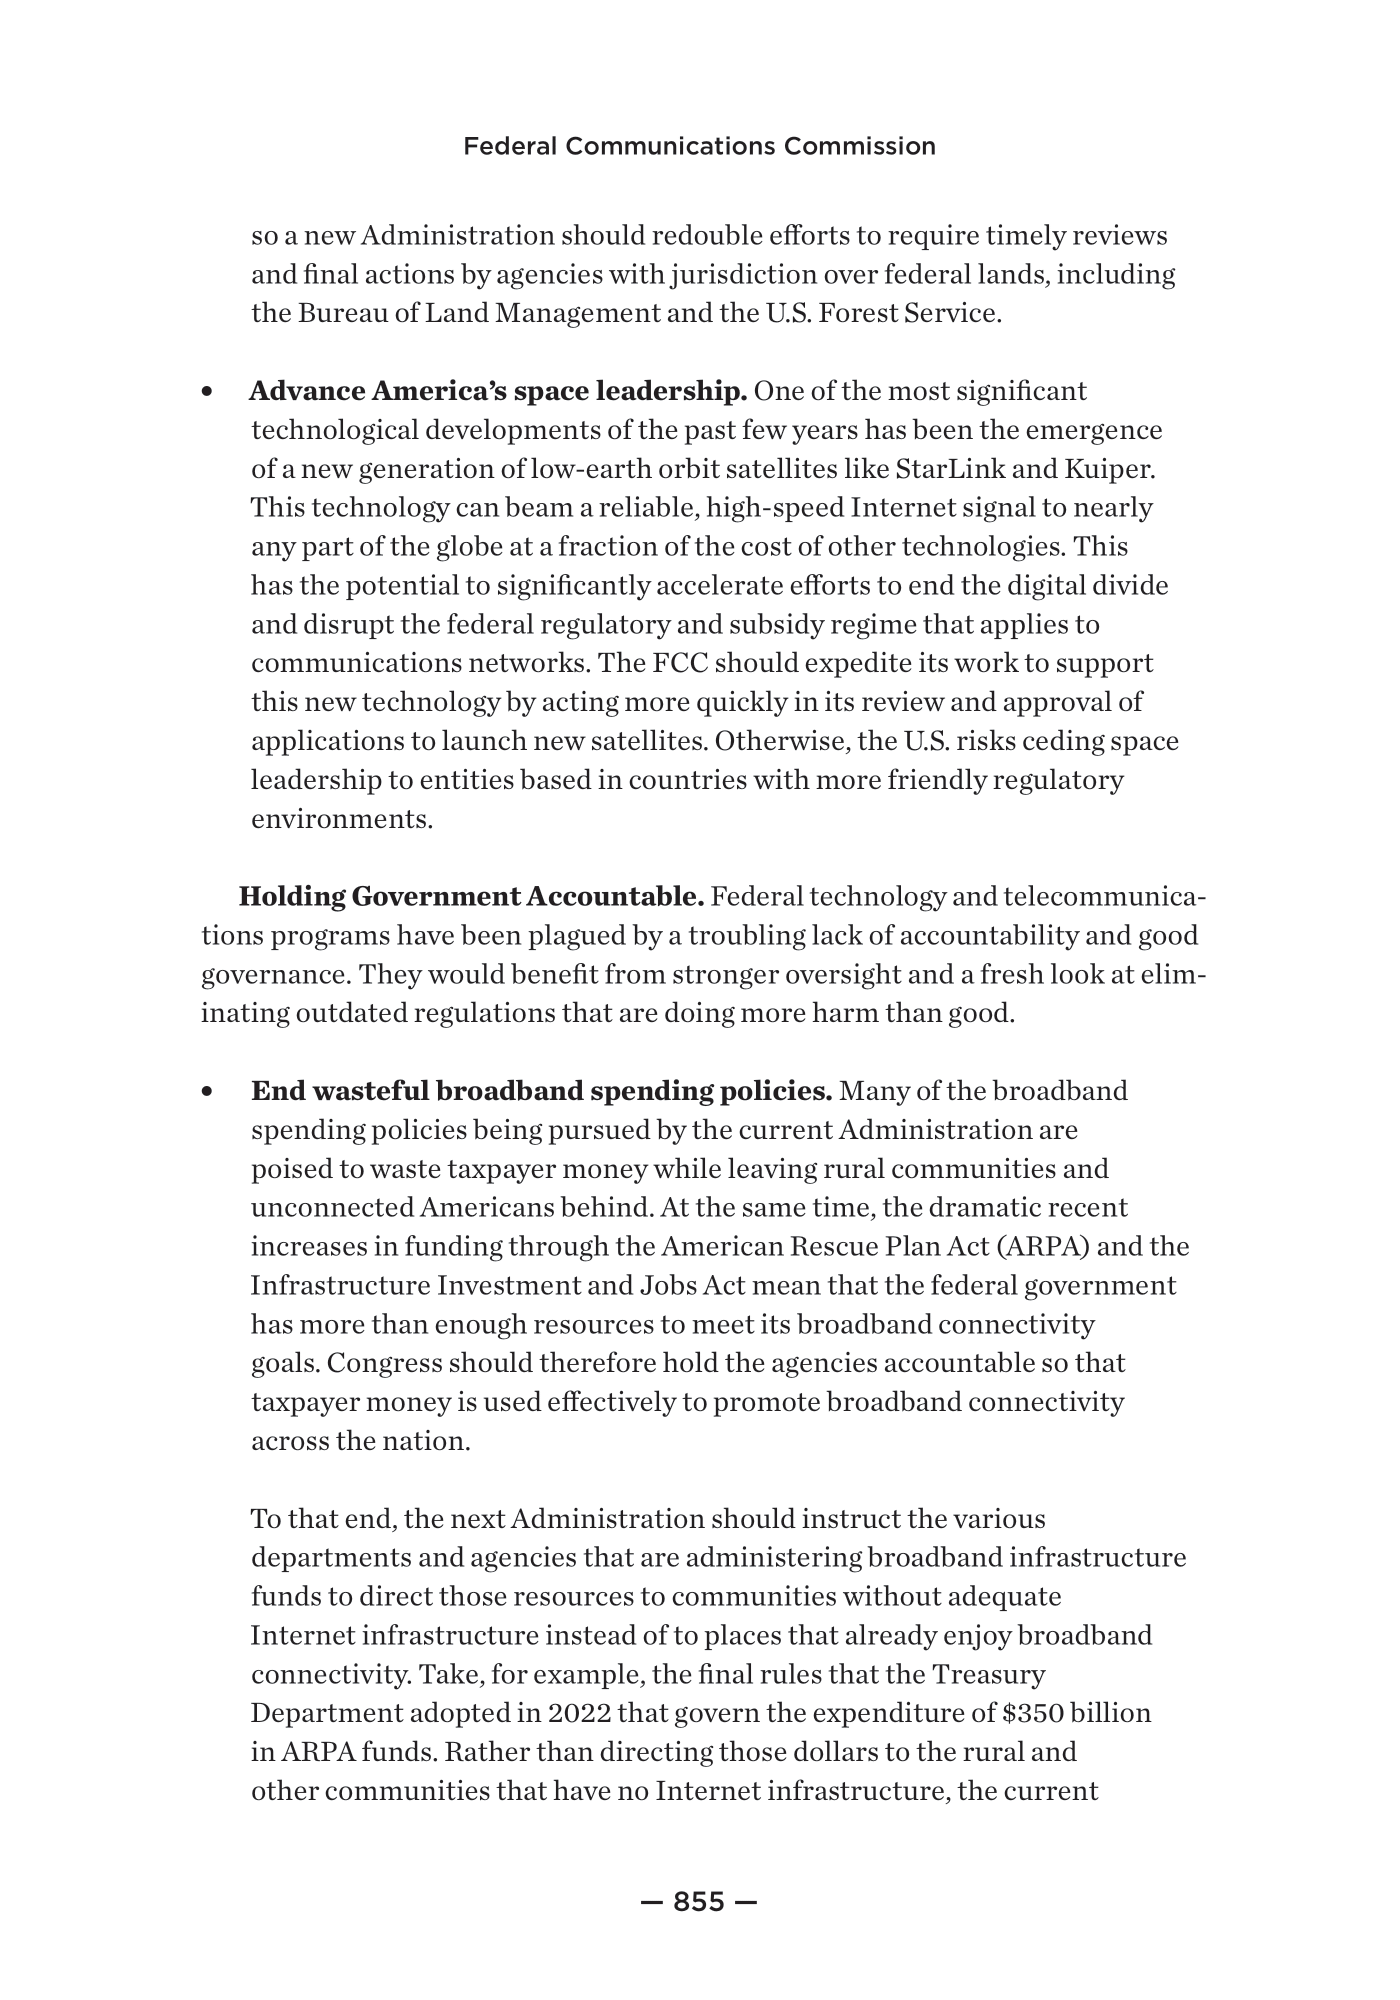 Federal Communications Commission
so a new Administration should redouble efforts to require timely reviews
and final actions by agencies with jurisdiction over federal lands, including
the Bureau of Land Management and the U.S. Forest Service.
• Advance America’s space leadership. One of the most significant
technological developments of the past few years has been the emergence
of a new generation of low-earth orbit satellites like StarLink and Kuiper.
This technology can beam a reliable, high-speed Internet signal to nearly
any part of the globe at a fraction of the cost of other technologies. This
has the potential to significantly accelerate efforts to end the digital divide
and disrupt the federal regulatory and subsidy regime that applies to
communications networks. The FCC should expedite its work to support
this new technology by acting more quickly in its review and approval of
applications to launch new satellites. Otherwise, the U.S. risks ceding space
leadership to entities based in countries with more friendly regulatory
environments.
Holding Government Accountable. Federal technology and telecommunica-
tions programs have been plagued by a troubling lack of accountability and good
governance. They would benefit from stronger oversight and a fresh look at elim-
inating outdated regulations that are doing more harm than good.
• End wasteful broadband spending policies. Many of the broadband
spending policies being pursued by the current Administration are
poised to waste taxpayer money while leaving rural communities and
unconnected Americans behind. At the same time, the dramatic recent
increases in funding through the American Rescue Plan Act (ARPA) and the
Infrastructure Investment and Jobs Act mean that the federal government
has more than enough resources to meet its broadband connectivity
goals. Congress should therefore hold the agencies accountable so that
taxpayer money is used effectively to promote broadband connectivity
across the nation.
To that end, the next Administration should instruct the various
departments and agencies that are administering broadband infrastructure
funds to direct those resources to communities without adequate
Internet infrastructure instead of to places that already enjoy broadband
connectivity. Take, for example, the final rules that the Treasury
Department adopted in 2022 that govern the expenditure of $350 billion
in ARPA funds. Rather than directing those dollars to the rural and
other communities that have no Internet infrastructure, the current
— 855 —